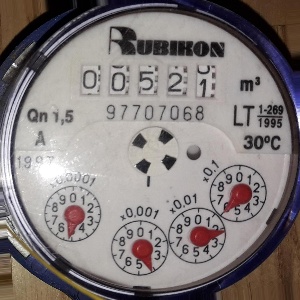 RUBIKON
00521 m³
97707068
Qn 1,5
A
1997
LT 1-269
1995
30°C
x0,0001
x0,001
x0,01
x0,1